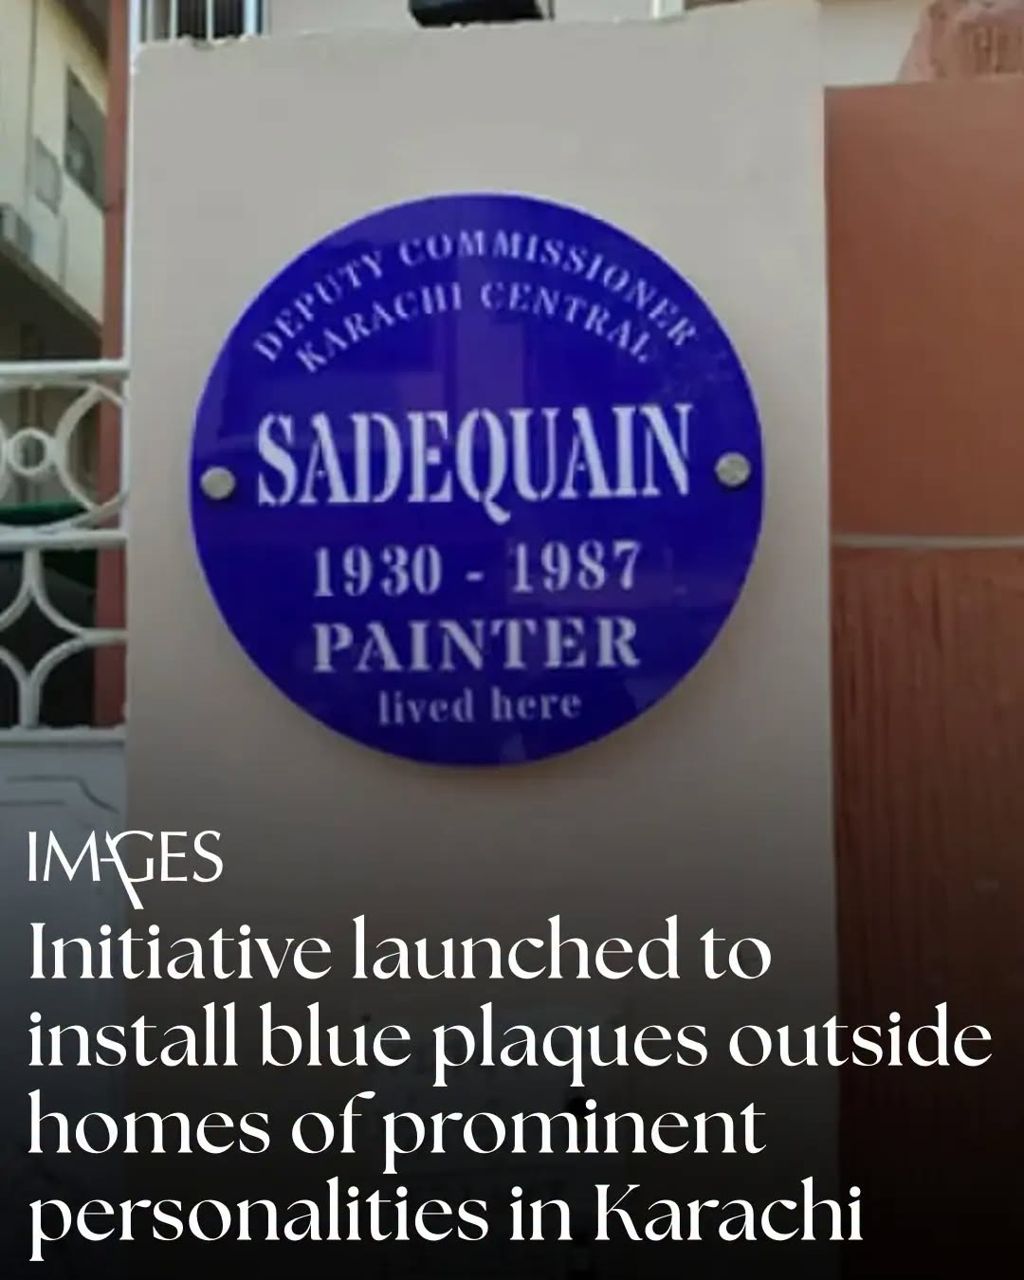 DEPUTY COMMISSIONER
KARACHI CENTRAL
SADEQUAIN
1930 - 1987
PAINTER
lived here
IMAGES
Initiative launched to
install blue plaques outside
homes of prominent
personalities in Karachi